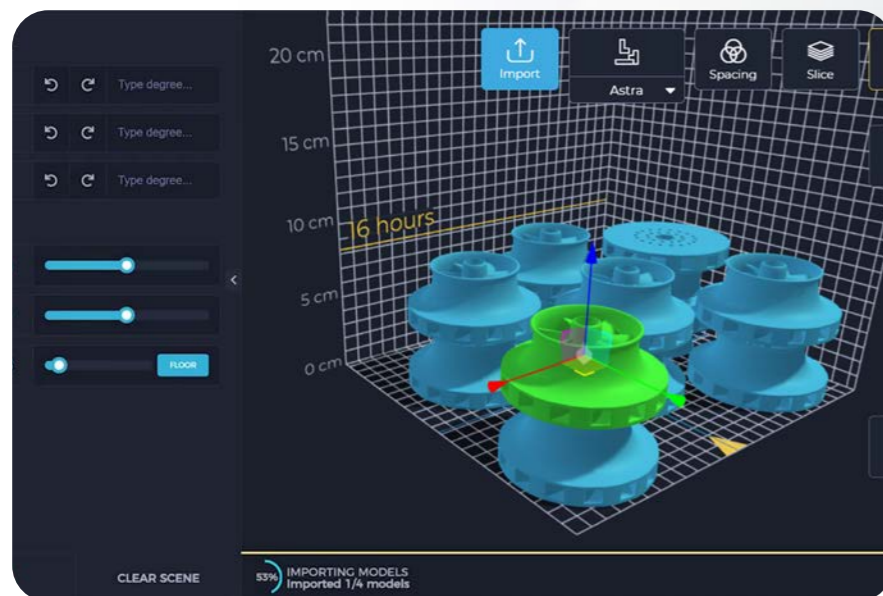 20 cm
15 cm
10 cm
16 hours
5 cm
0 cm
Import
Astra
Spacing
Slice
Type degree...
Type degree...
Type degree...
FLOOR
CLEAR SCENE
53%
IMPORTING MODELS
Imported 1/4 models